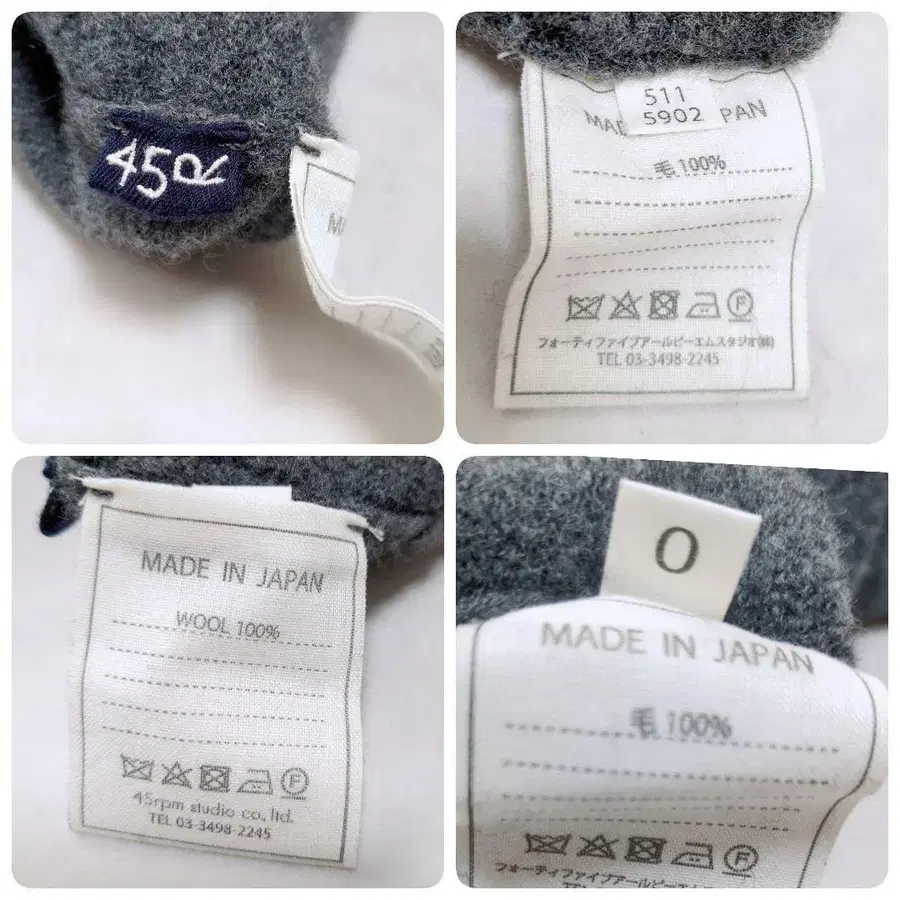 45R
511
5902
MADE IN JAPAN
毛 100%
フォーティファイブアールピーエムスタジオ(株)
TEL 03-3498-2245
MADE IN JAPAN
WOOL 100%
45rpm studio co., ltd.
TEL 03-3498-2245
O
MADE IN JAPAN
毛 100%
フォーティファイブアールピーエムスタジオ(株)